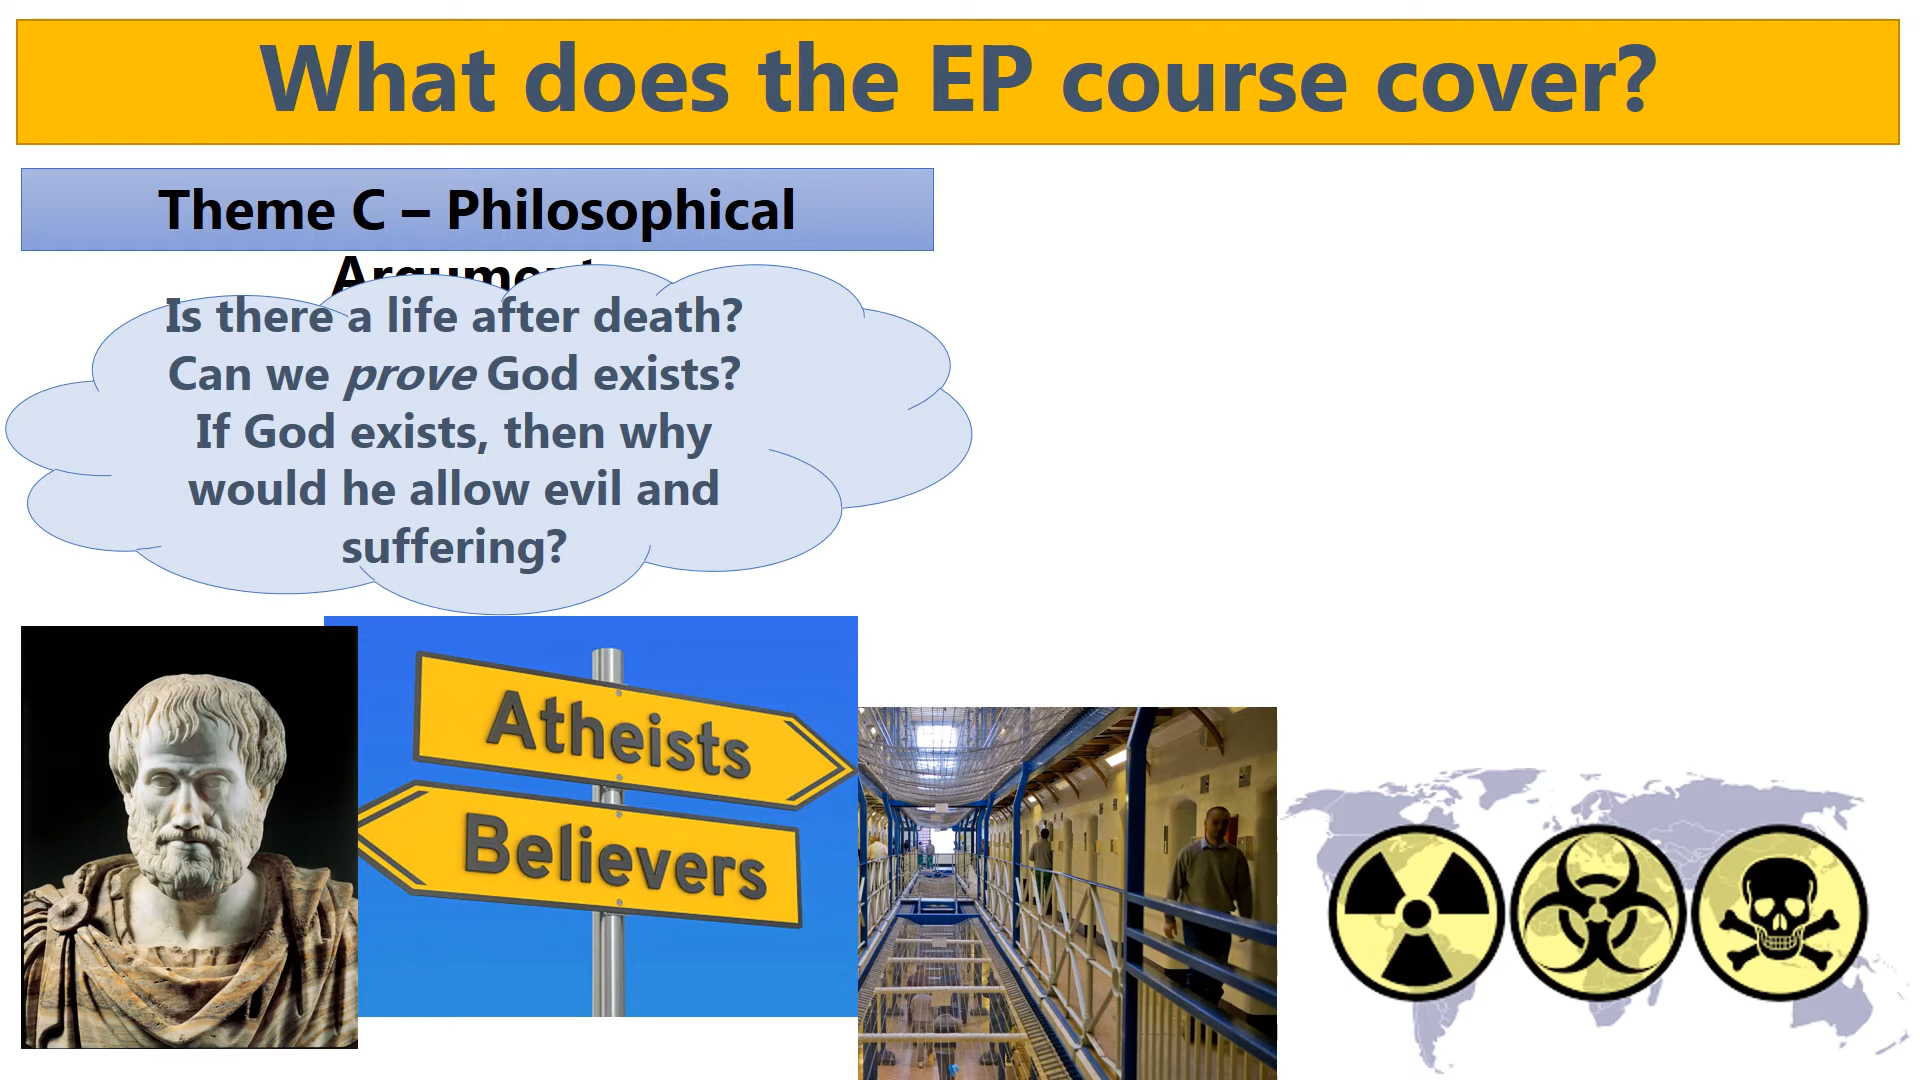 What does the EP course cover?
Theme C – Philosophical
Is there a life after death?
Can we prove God exists?
If God exists, then why
would he allow evil and
suffering?
Atheists
Believers